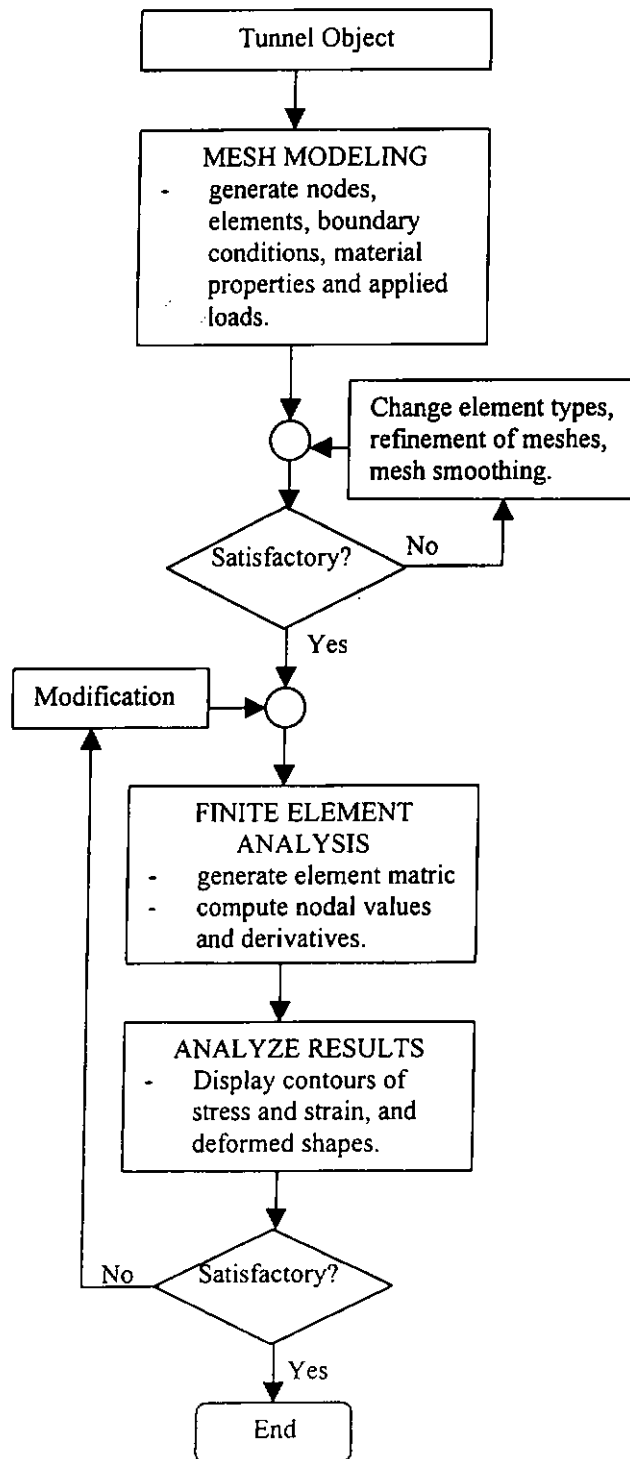 Tunnel Object
MESH MODELING
- generate nodes,
elements, boundary
conditions, material
properties and applied
loads.
Change element types,
refinement of meshes,
mesh smoothing.
Satisfactory?
No
Yes
Modification
FINITE ELEMENT
ANALYSIS
- generate element matric
- compute nodal values
and derivatives.
ANALYZE RESULTS
- Display contours of
stress and strain, and
deformed shapes.
No
Satisfactory?
Yes
End